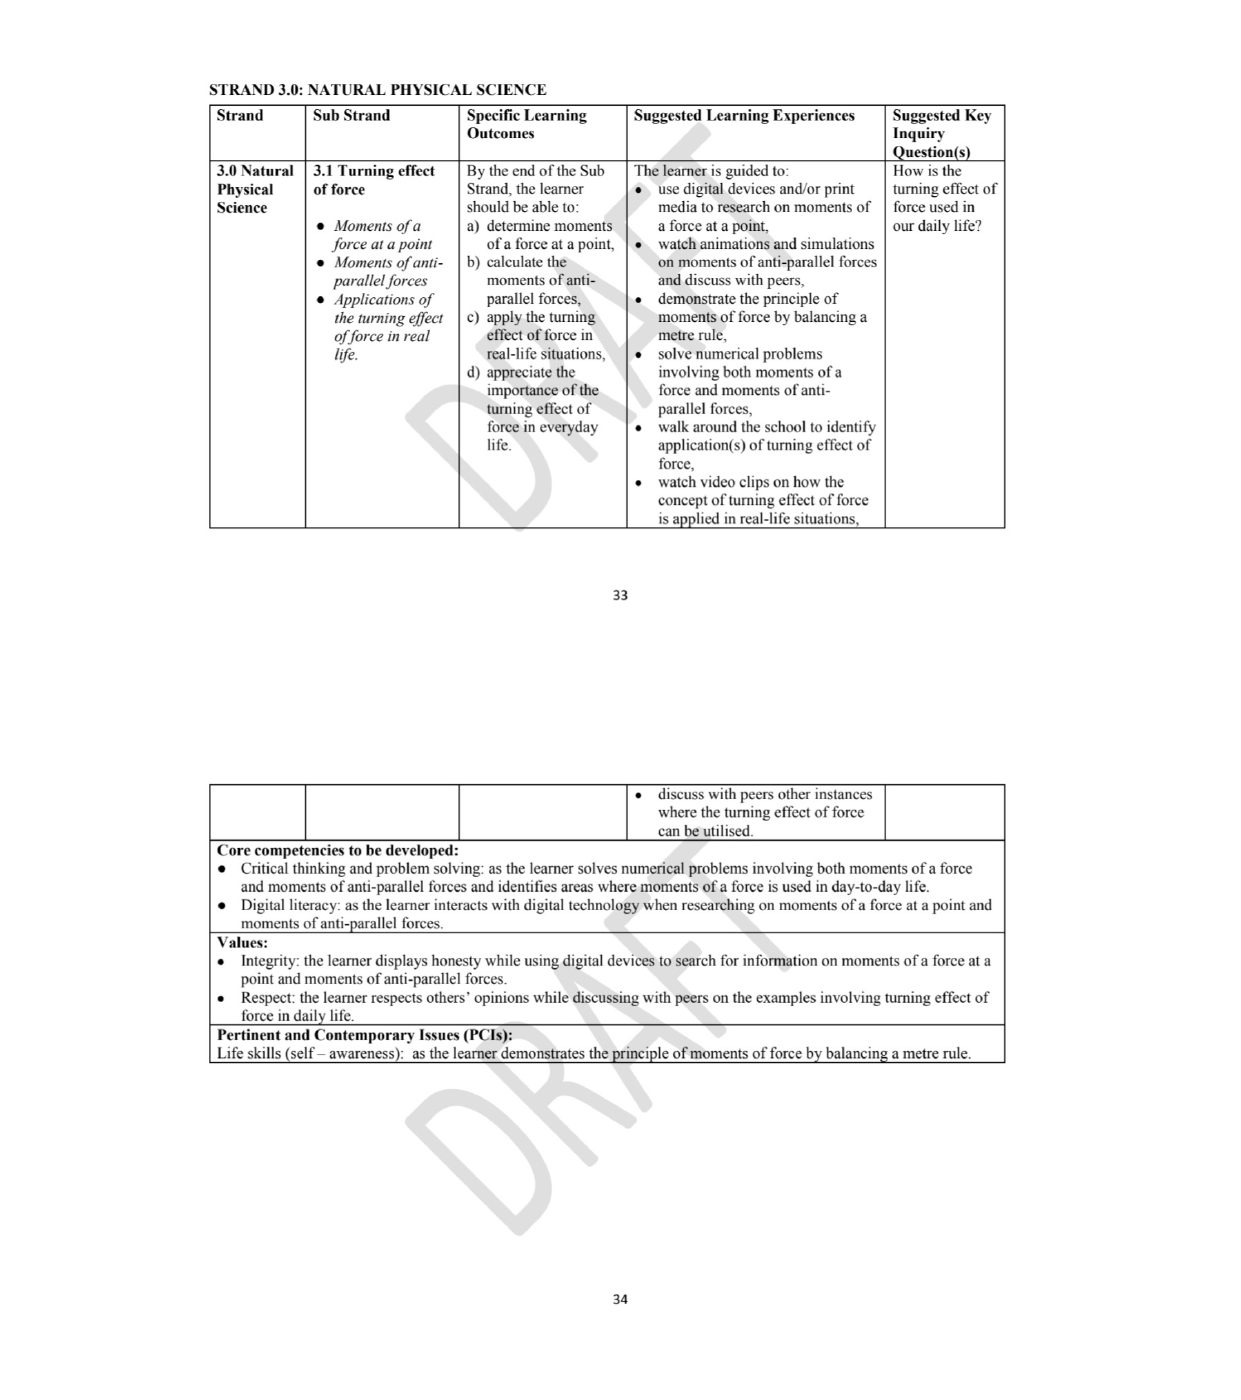 STRAND 3.0: NATURAL PHYSICAL SCIENCE
Strand
Sub Strand
Specific Learning
Outcomes
Suggested Learning Experiences
Suggested Key
Inquiry
Question(s)
3.0 Natural
Physical
Science
3.1 Turning effect
of force
● Moments of a
force at a point
● Moments of anti-
parallel forces
● Applications of
the turning effect
of force in real
life.
By the end of the Sub
Strand, the learner
should be able to:
a) determine moments
of a force at a point,
b) calculate the
moments of anti-
parallel forces,
c) apply the turning
effect of force in
real-life situations,
d) appreciate the
importance of the
turning effect of
force in everyday
life.
The learner is guided to:
● use digital devices and/or print
media to research on moments of
a force at a point,
● watch animations and simulations
on moments of anti-parallel forces
and discuss with peers,
● demonstrate the principle of
moments of force by balancing a
metre rule,
● solve numerical problems
involving both moments of a
force and moments of anti-
parallel forces,
● walk around the school to identify
application(s) of turning effect of
force,
● watch video clips on how the
concept of turning effect of force
is applied in real-life situations,
How is the
turning effect of
force used in
our daily life?
DRAFT
33
● discuss with peers other instances
where the turning effect of force
can be utilised.
Core competencies to be developed:
● Critical thinking and problem solving: as the learner solves numerical problems involving both moments of a force
and moments of anti-parallel forces and identifies areas where moments of a force is used in day-to-day life.
● Digital literacy: as the learner interacts with digital technology when researching on moments of a force at a point and
moments of anti-parallel forces.
Values:
● Integrity: the learner displays honesty while using digital devices to search for information on moments of a force at a
point and moments of anti-parallel forces.
● Respect: the learner respects others’ opinions while discussing with peers on the examples involving turning effect of
force in daily life.
Pertinent and Contemporary Issues (PCIs):
Life skills (self – awareness): as the learner demonstrates the principle of moments of force by balancing a metre rule.
DRAFT
34